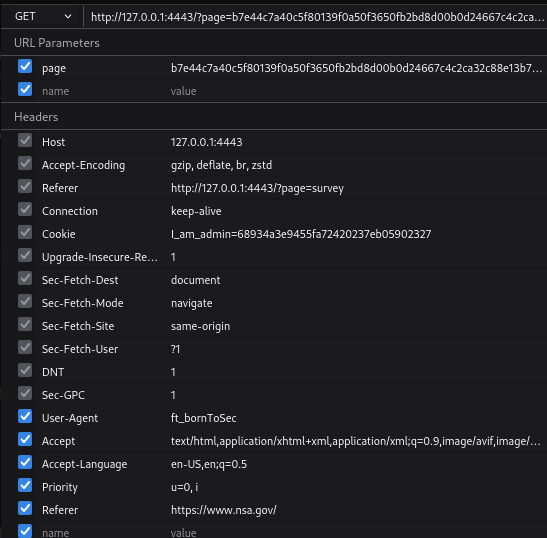 GET http://127.0.0.1:4443/?page=b7e44c7a40c5f80139f0a50f3650fb2bd8d00b0d24667c4c2ca...
URL Parameters
page b7e44c7a40c5f80139f0a50f3650fb2bd8d00b0d24667c4c2ca32c88e13b7...
name value
Headers
Host 127.0.0.1:4443
Accept-Encoding gzip, deflate, br, zstd
Referer http://127.0.0.1:4443/?page=survey
Connection keep-alive
Cookie I_am_admin=68934a3e9455fa72420237eb05902327
Upgrade-Insecure-Re... 1
Sec-Fetch-Dest document
Sec-Fetch-Mode navigate
Sec-Fetch-Site same-origin
Sec-Fetch-User ?1
DNT 1
Sec-GPC 1
User-Agent ft_bornToSec
Accept text/html,application/xhtml+xml,application/xml;q=0.9,image/avif,image/...
Accept-Language en-US,en;q=0.5
Priority u=0, i
Referer https://www.nsa.gov/
name value